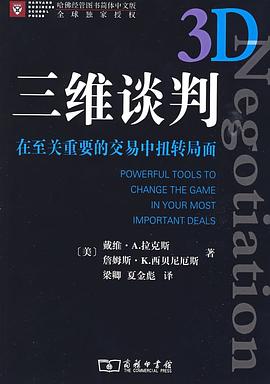 HARVARD
BUSINESS
SCHOOL
PRESS
哈佛经管图书简体中文版
全球独家授权
3D
Negotiation
三维谈判
在至关重要的交易中扭转局面
POWERFUL TOOLS TO
CHANGE THE GAME
IN YOUR MOST
IMPORTANT DEALS
〔美〕
戴维·A.拉克斯
詹姆斯·K.西贝尼厄斯
著
梁卿 夏金彪 译
商务印书馆